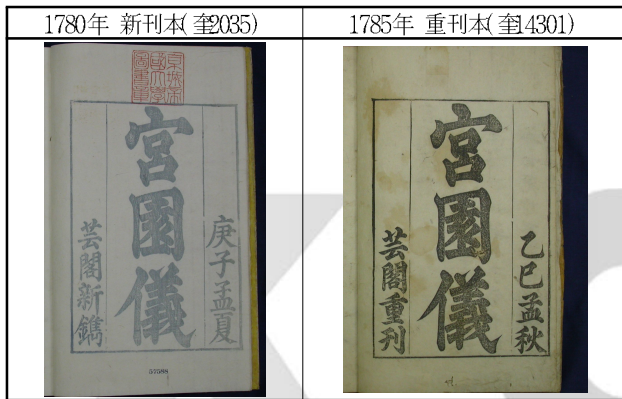 1780年 新刊本(奎2035)
1785年 重刊本(奎14301)
庚子孟夏
宮園儀
芸閣新鐫
乙巳孟秋
宮園儀
芸閣重刊